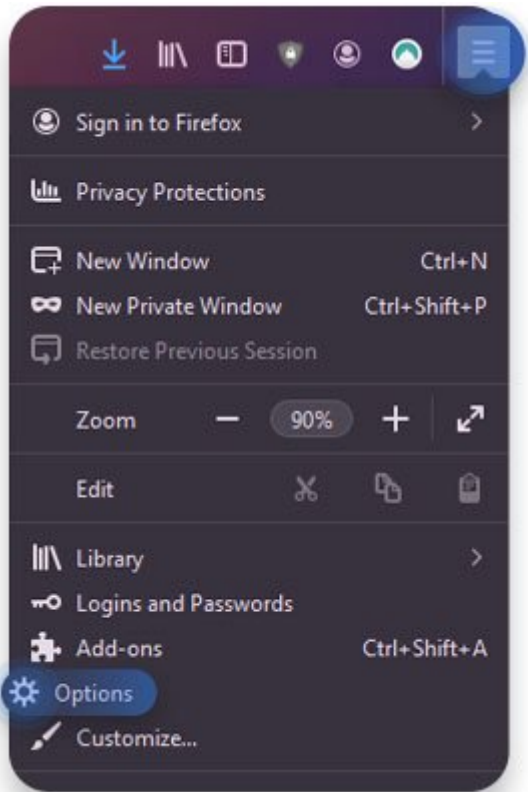 Sign in to Firefox
Privacy Protections
New Window Ctrl+N
New Private Window Ctrl+Shift+P
Restore Previous Session
Zoom 90%
Edit
Library
Logins and Passwords
Add-ons Ctrl+Shift+A
Options
Customize...